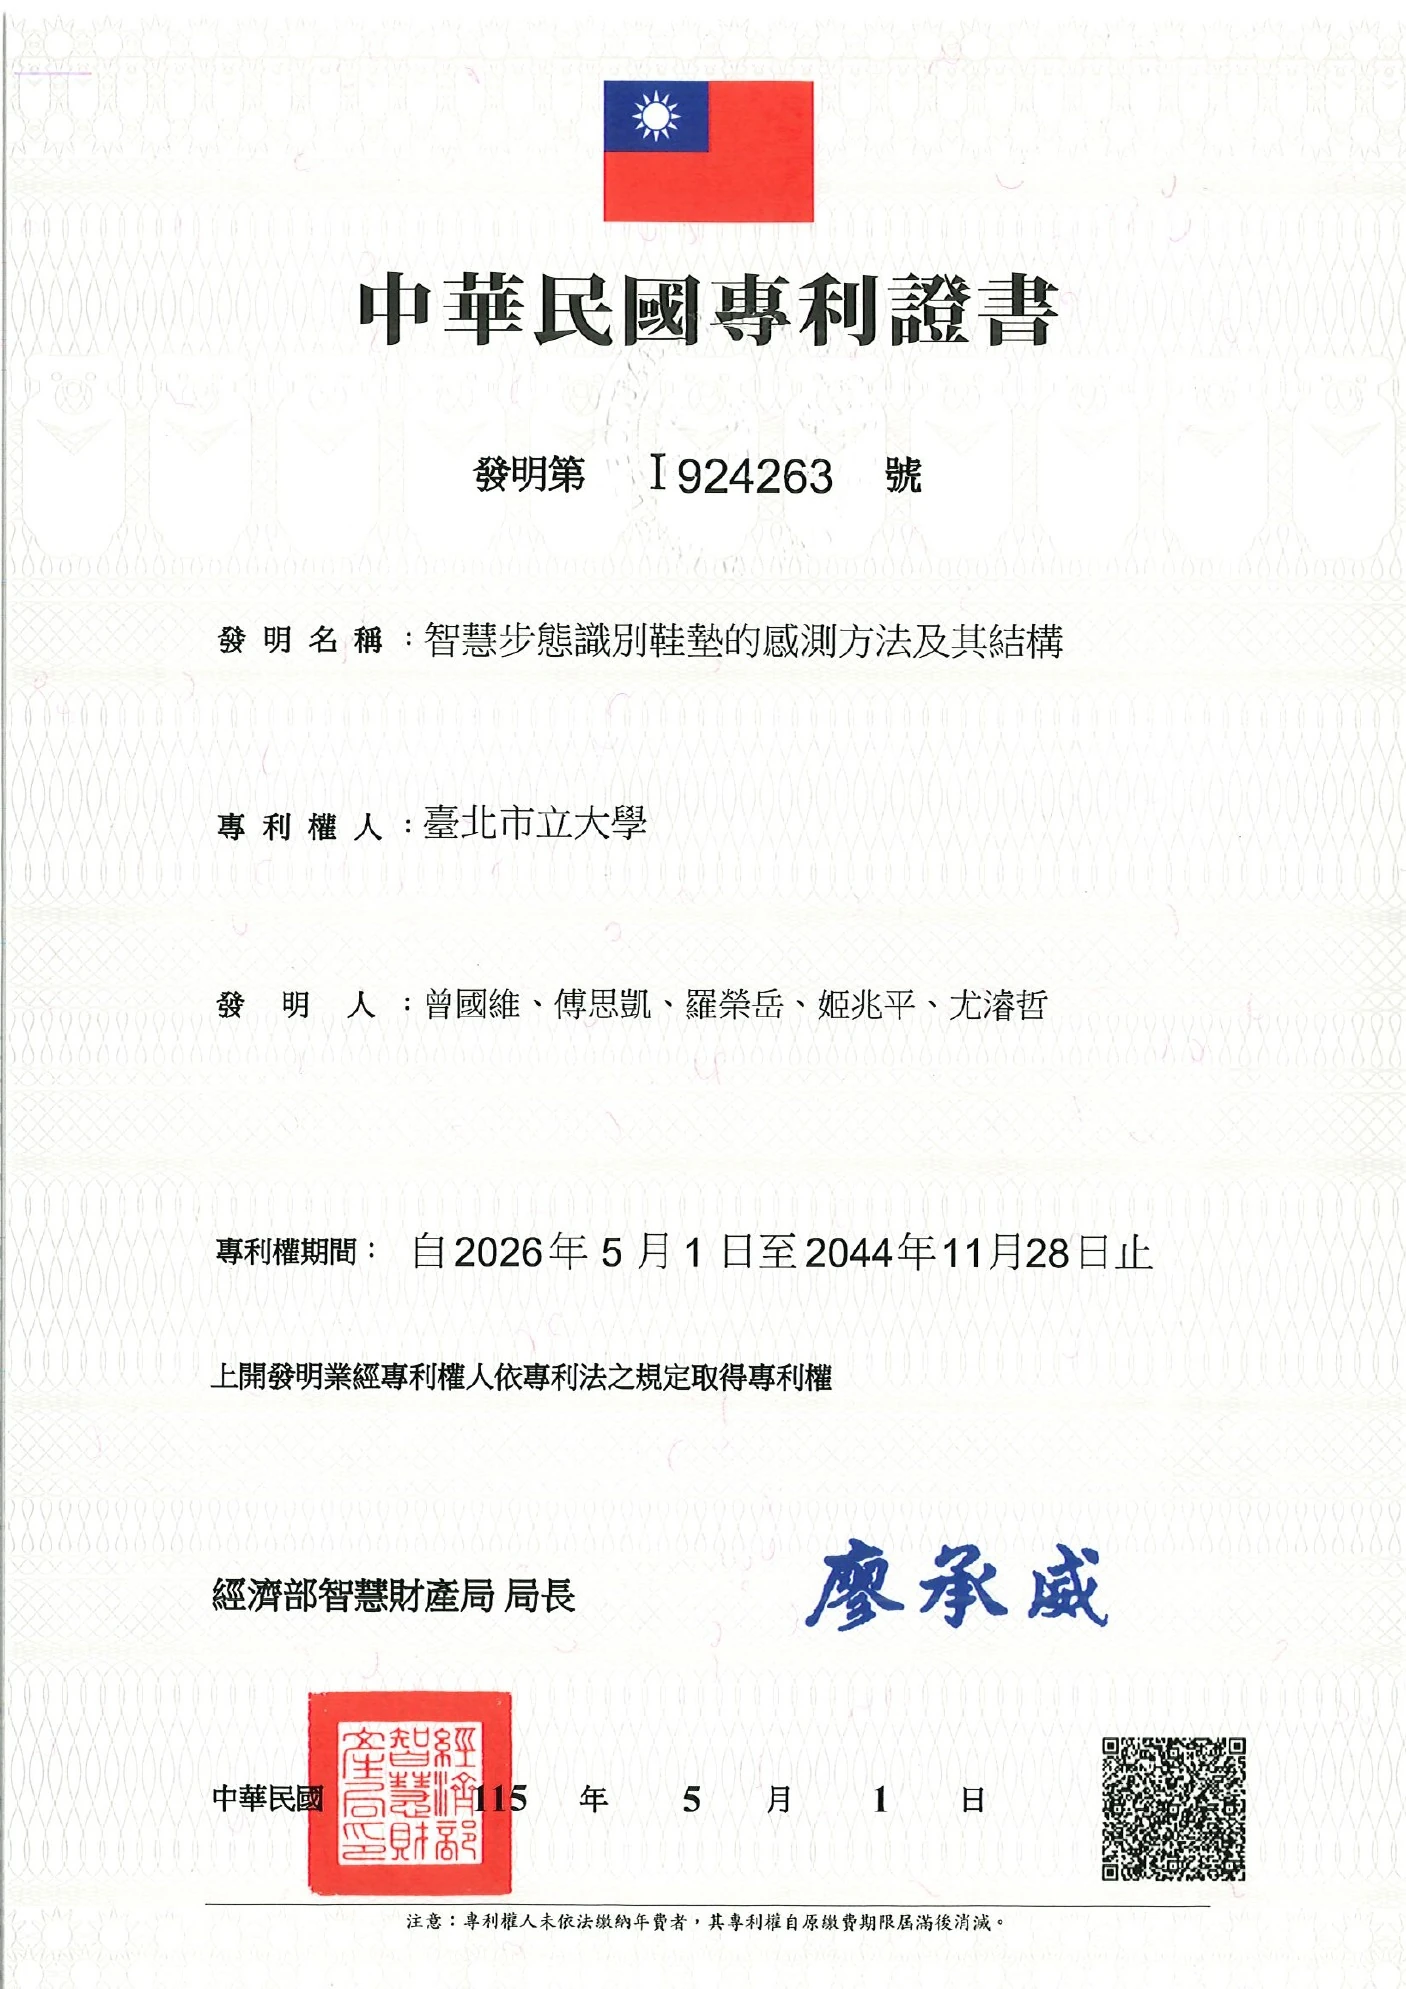 中華民國專利證書
發明第 I 924263 號
發明名稱：智慧步態識別鞋墊的感測方法及其結構
專利權人：臺北市立大學
發明人：曾國維、傅思凱、羅榮岳、姬兆平、尤濬哲
專利權期間： 自2026年 5 月 1 日至2044年11月28日止
上開發明業經專利權人依專利法之規定取得專利權
經濟部智慧財產局 局長 廖承威
經濟部智慧財產局印
中華民國 115 年 5 月 1 日
注意：專利權人未依法繳納年費者，其專利權自原繳費期限屆滿後消滅。